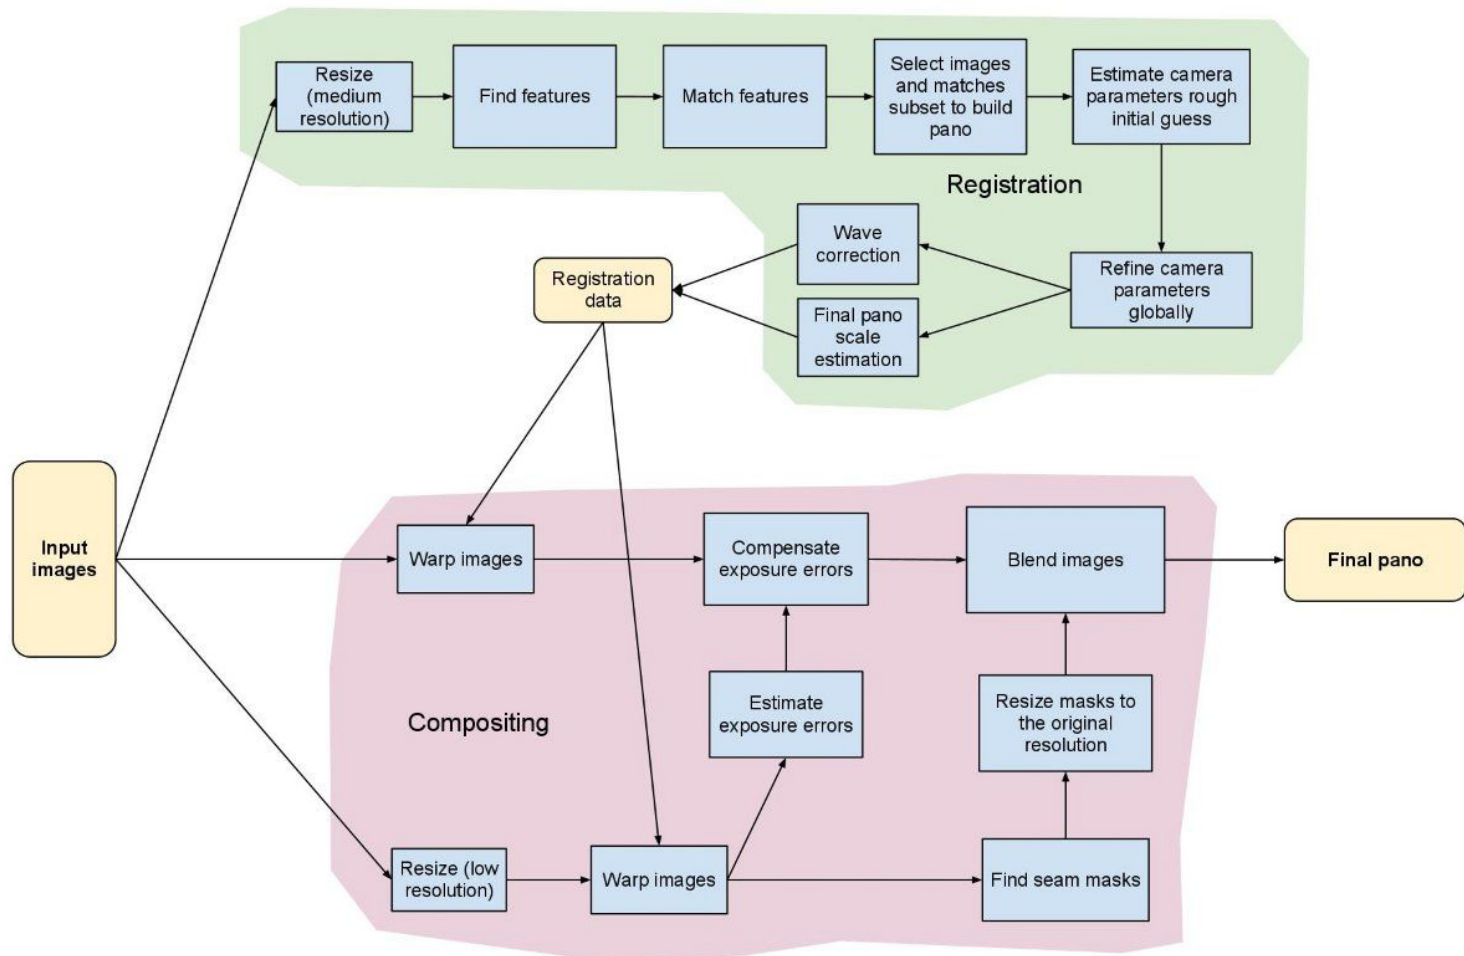 Resize
(medium
resolution)
Find features
Match features
Select images
and matches
subset to build
pano
Estimate camera
parameters rough
initial guess
Registration
Wave
correction
Refine camera
parameters
globally
Registration
data
Final pano
scale
estimation
Input
images
Warp images
Compensate
exposure errors
Blend images
Final pano
Compositing
Estimate
exposure errors
Resize masks to
the original
resolution
Resize (low
resolution)
Warp images
Find seam masks